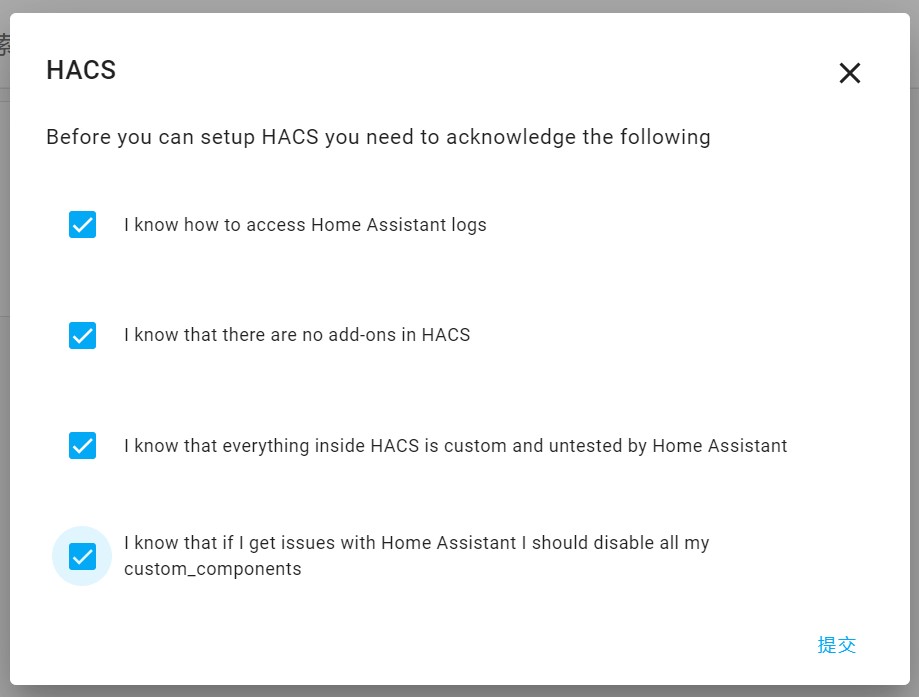 HACS
Before you can setup HACS you need to acknowledge the following
I know how to access Home Assistant logs
I know that there are no add-ons in HACS
I know that everything inside HACS is custom and untested by Home Assistant
I know that if I get issues with Home Assistant I should disable all my
custom_components
提交